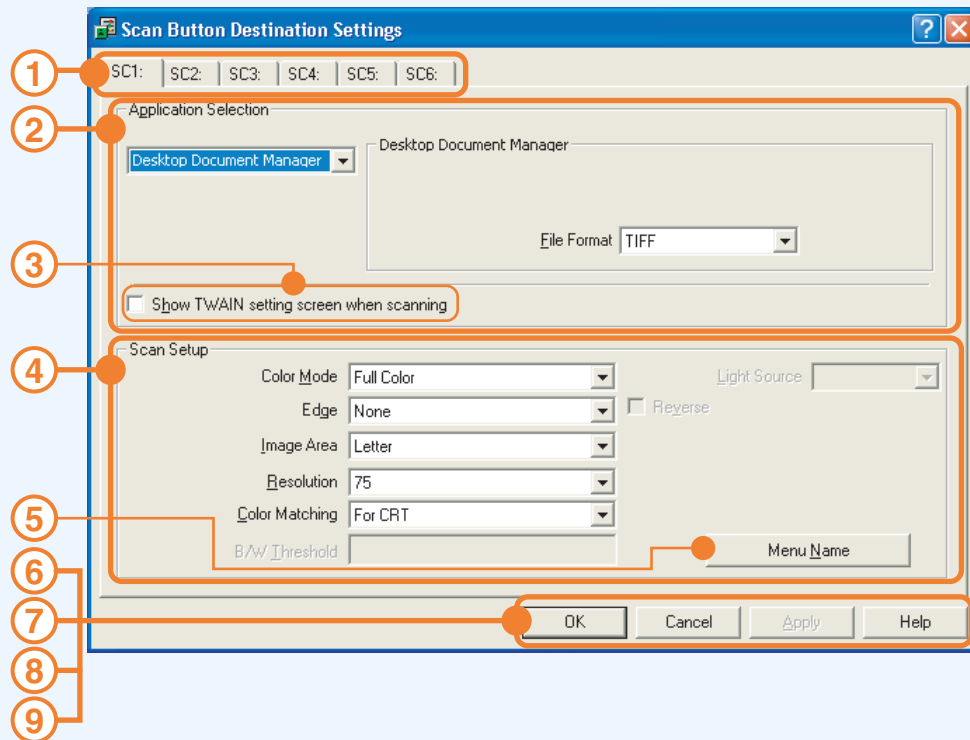 Scan Button Destination Settings
?
1
SC1: SC2: SC3: SC4: SC5: SC6:
2
Application Selection
Desktop Document Manager
Desktop Document Manager
File Format TIFF
3
Show TWAIN setting screen when scanning
4
Scan Setup
Color Mode Full Color
Light Source
Edge None
Reverse
Image Area Letter
Resolution 75
5
Color Matching For CRT
B/W Threshold
Menu Name
6
7
OK Cancel Apply Help
8
9